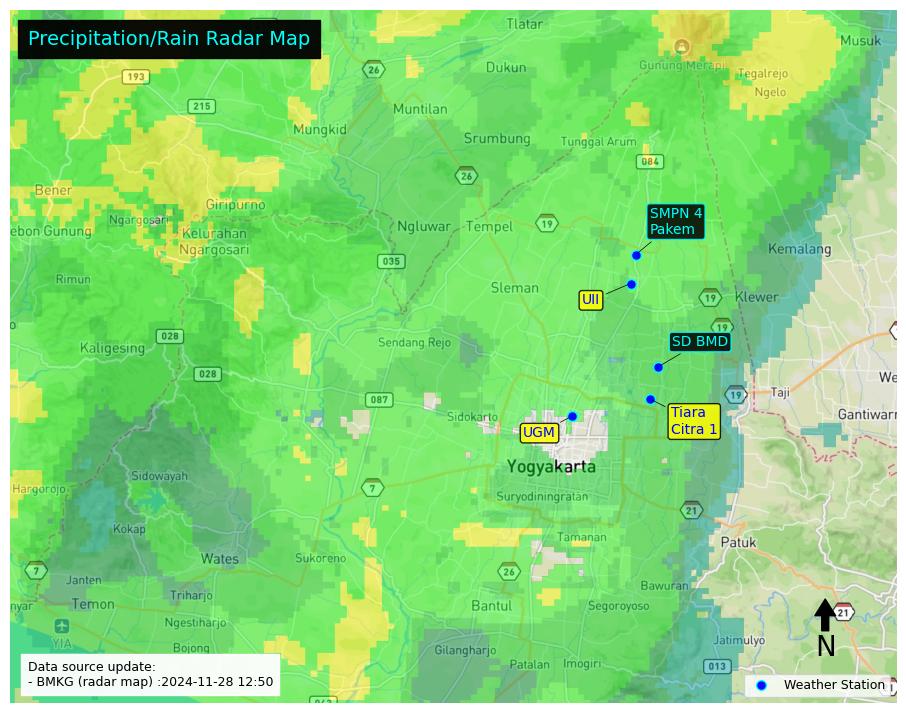 Precipitation/Rain Radar Map
Tlatar
Musuk
26
Gunung Merapi
Dukun
193
Tegalrejo
Ngelo
215
Muntilan
Mungkid
Srumbung
Tunggal Arum
084
26
Bener
Giripurno
SMPN 4
Pakem
Ngargosari
Ngluwar
Tempel
19
ebon Gunung
Kelurahan
Ngargosari
Kemalang
035
Rimun
Sleman
UII
19
Klewer
19
028
Kaligesing
Sendang Rejo
SD BMD
028
We
087
19
Taji
Sidokarto
Tiara
Citra 1
Gantiwarn
UGM
Yogyakarta
Sidowayah
Hargorojo
7
Suryodiningratan
21
Kokap
Tamanan
Patuk
Wates
Sukoreno
7
26
Janten
Bawuran
Triharjo
nyar
Temon
Bantul
Segoroyoso
21
Ngestiharjo
YIA
Jatimulyo
N
Bojong
Gilangharjo
Patalan
Imogiri
013
Data source update:
- BMKG (radar map) :2024-11-28 12:50
Weather Station